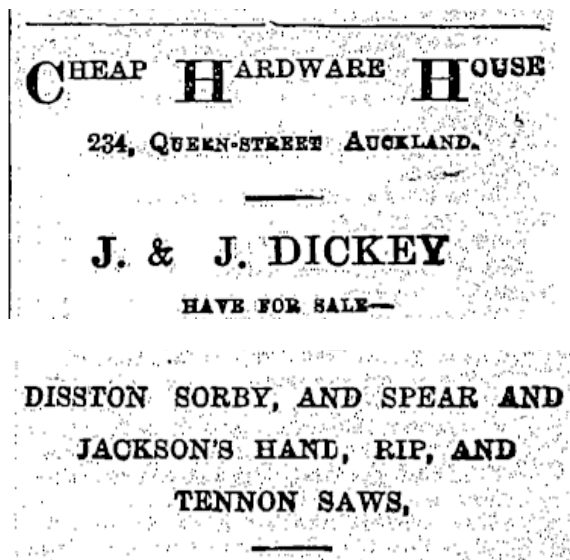 CHEAP HARDWARE HOUSE
234, QUEEN-STREET AUCKLAND.
J. & J. DICKEY
HAVE FOR SALE—
DISSTON SORBY, AND SPEAR AND
JACKSON'S HAND, RIP, AND
TENNON SAWS,